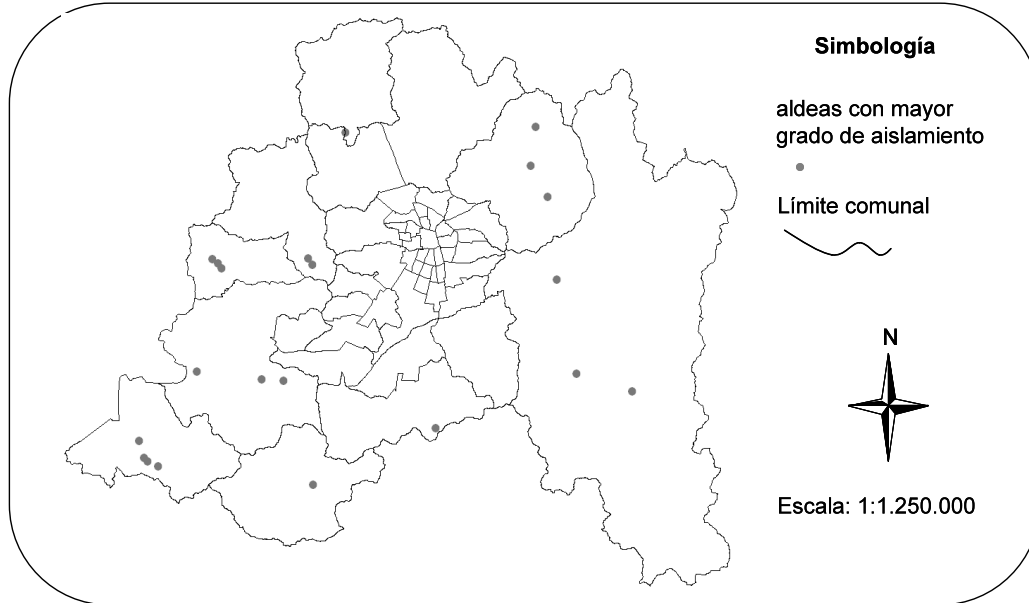 Simbología
aldeas con mayor
grado de aislamiento
Límite comunal
N
Escala: 1:1.250.000